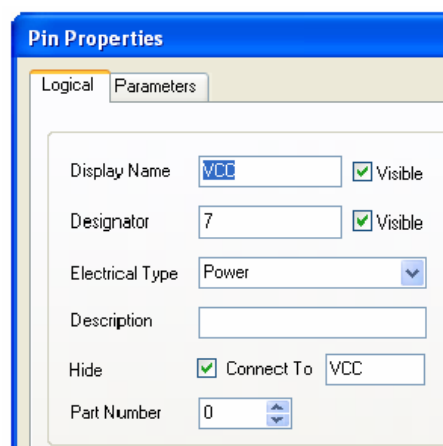 Pin Properties
Logical Parameters
Display Name VCC Visible
Designator 7 Visible
Electrical Type Power
Description
Hide Connect To VCC
Part Number 0